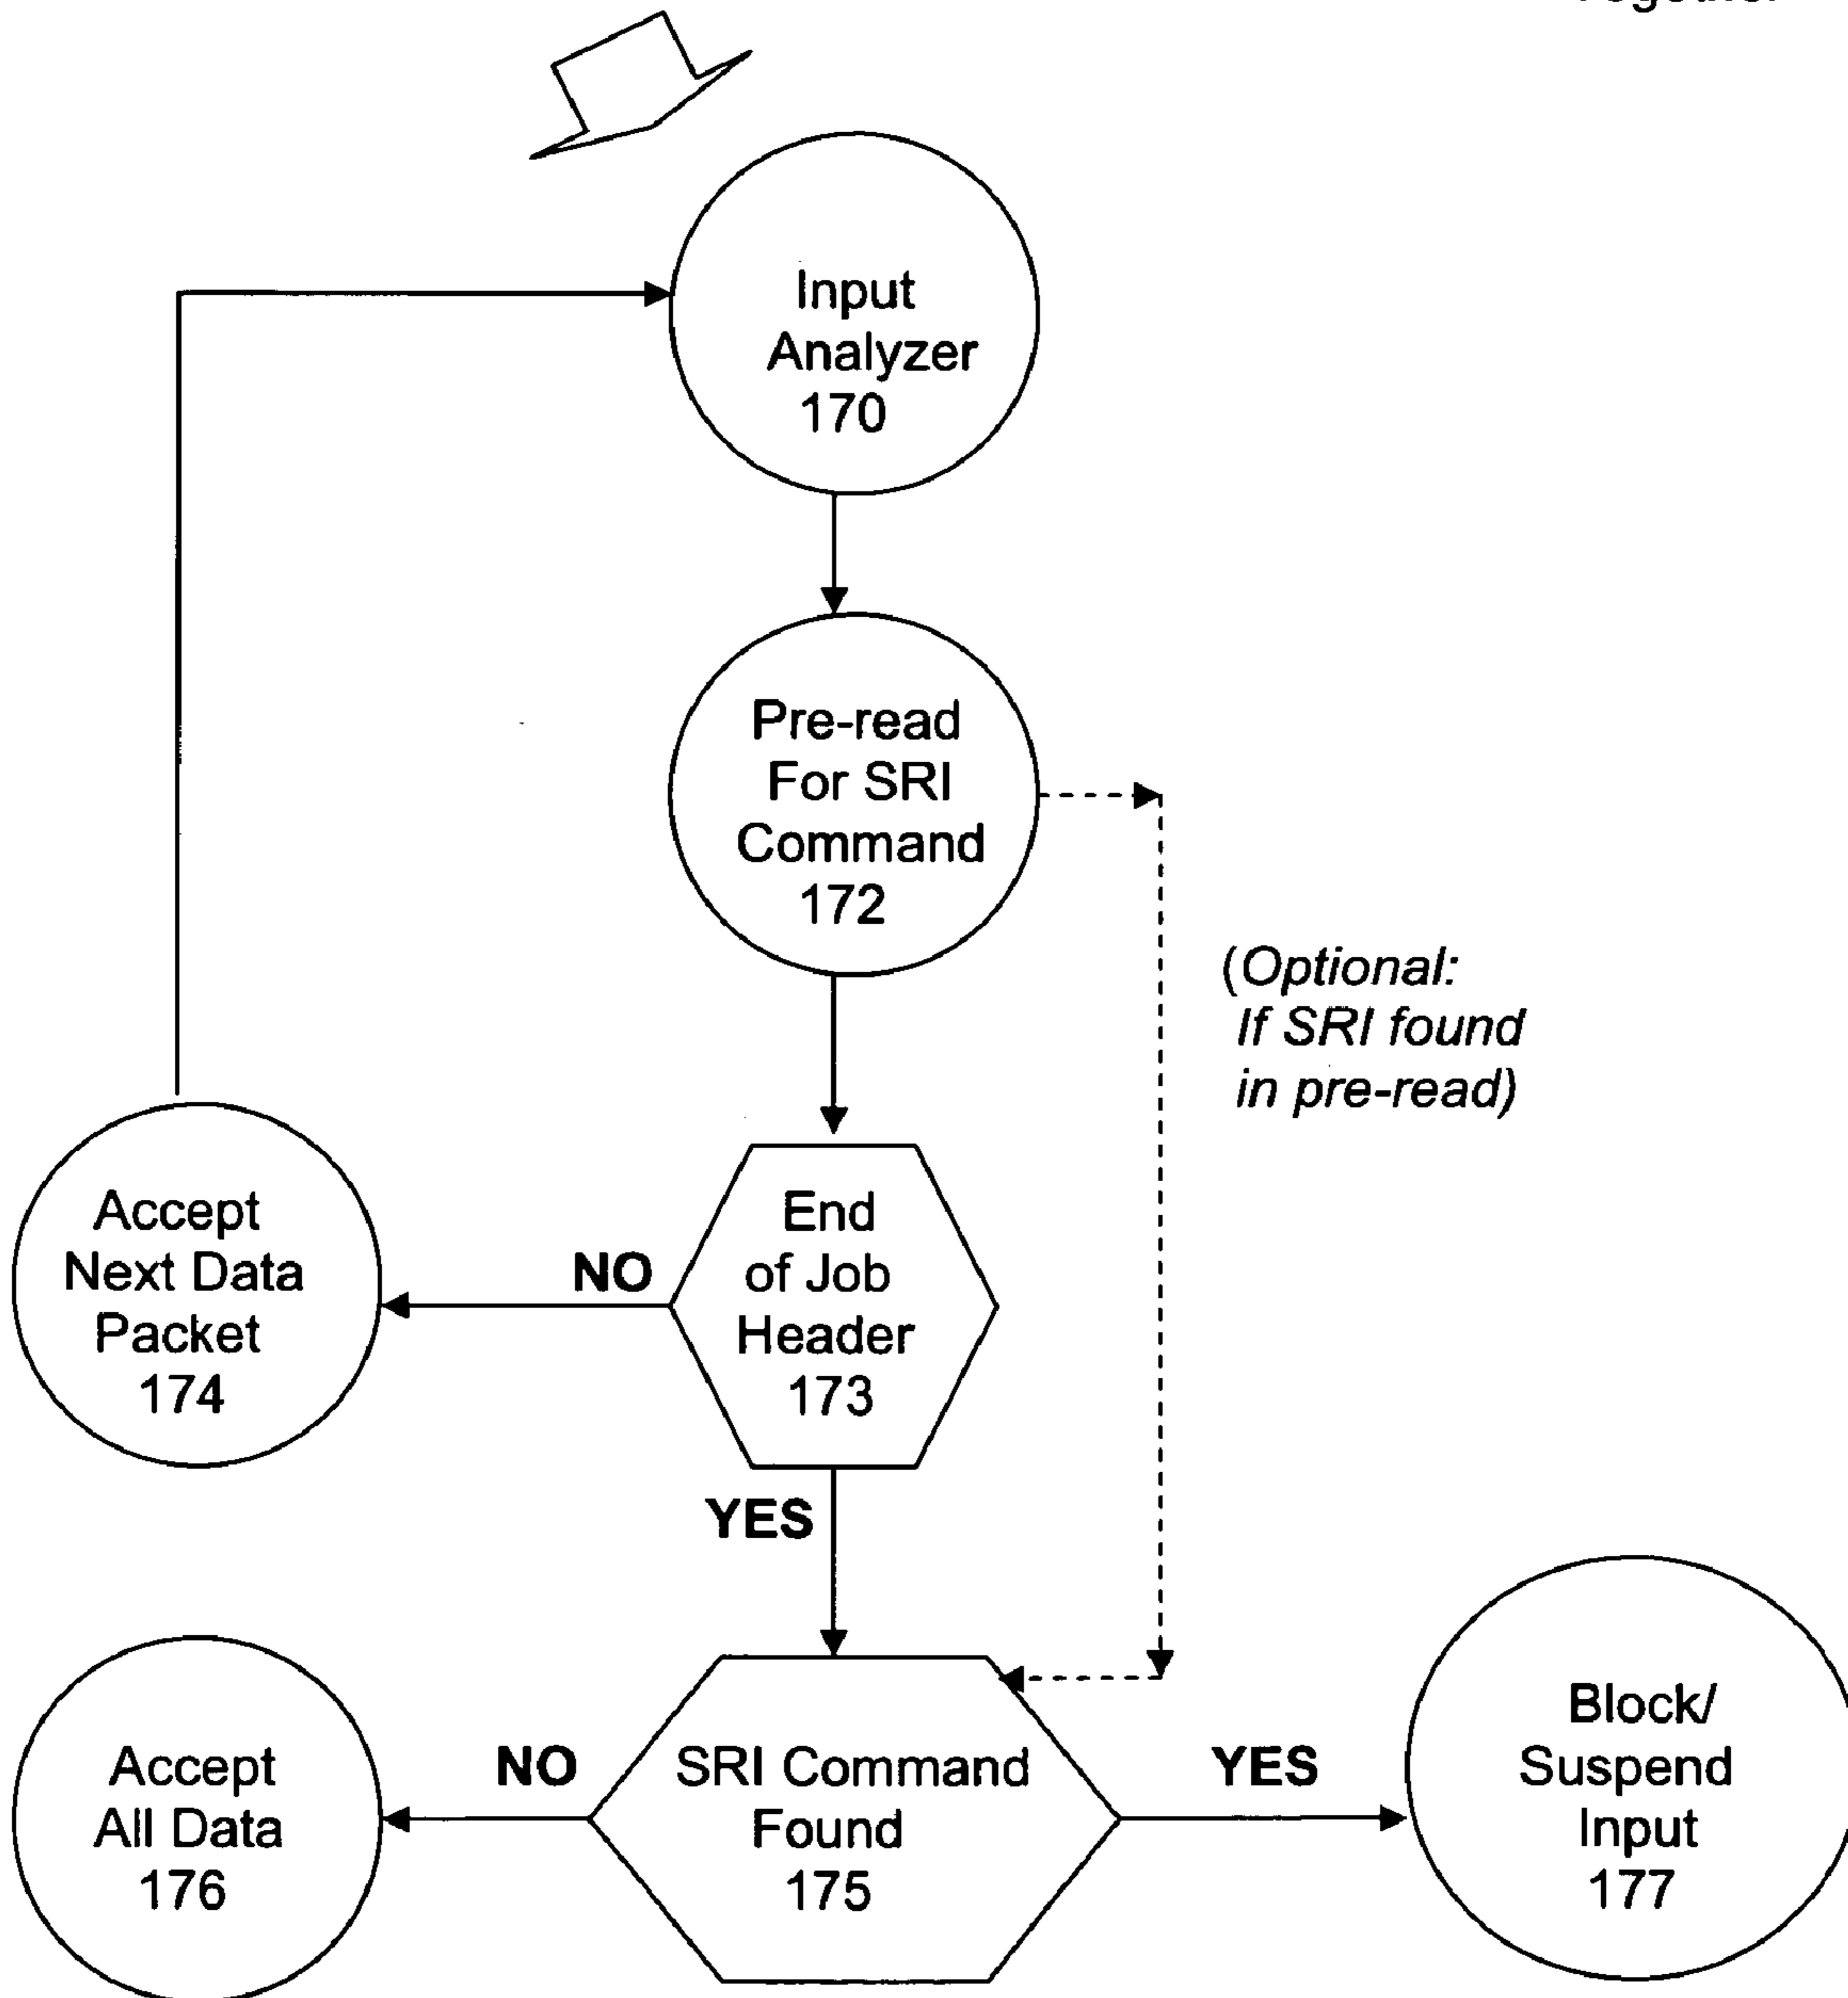 Input
Analyzer
170
Pre-read
For SRI
Command
172
(Optional:
If SRI found
in pre-read)
Accept
Next Data
Packet
174
NO
End
of Job
Header
173
YES
Accept
All Data
176
NO
SRI Command
Found
175
YES
Block/
Suspend
Input
177